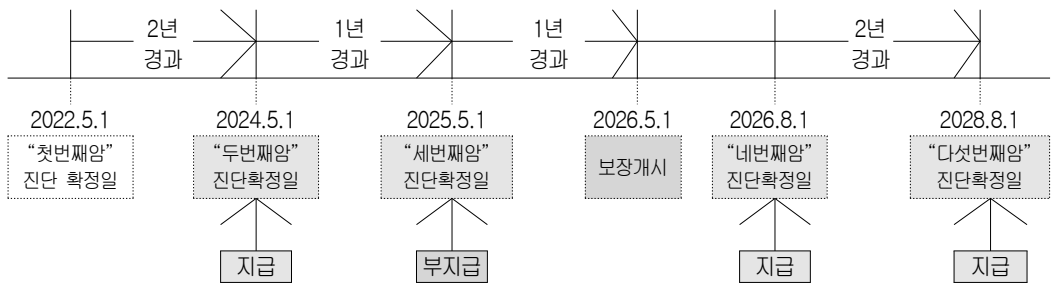 2년
경과
1년
경과
1년
경과
2년
경과
2022.5.1
2024.5.1
2025.5.1
2026.5.1
2026.8.1
2028.8.1
“첫번째암”
진단 확정일
“두번째암”
진단확정일
“세번째암”
진단확정일
보장개시
“네번째암”
진단확정일
“다섯번째암”
진단확정일
지급
부지급
지급
지급